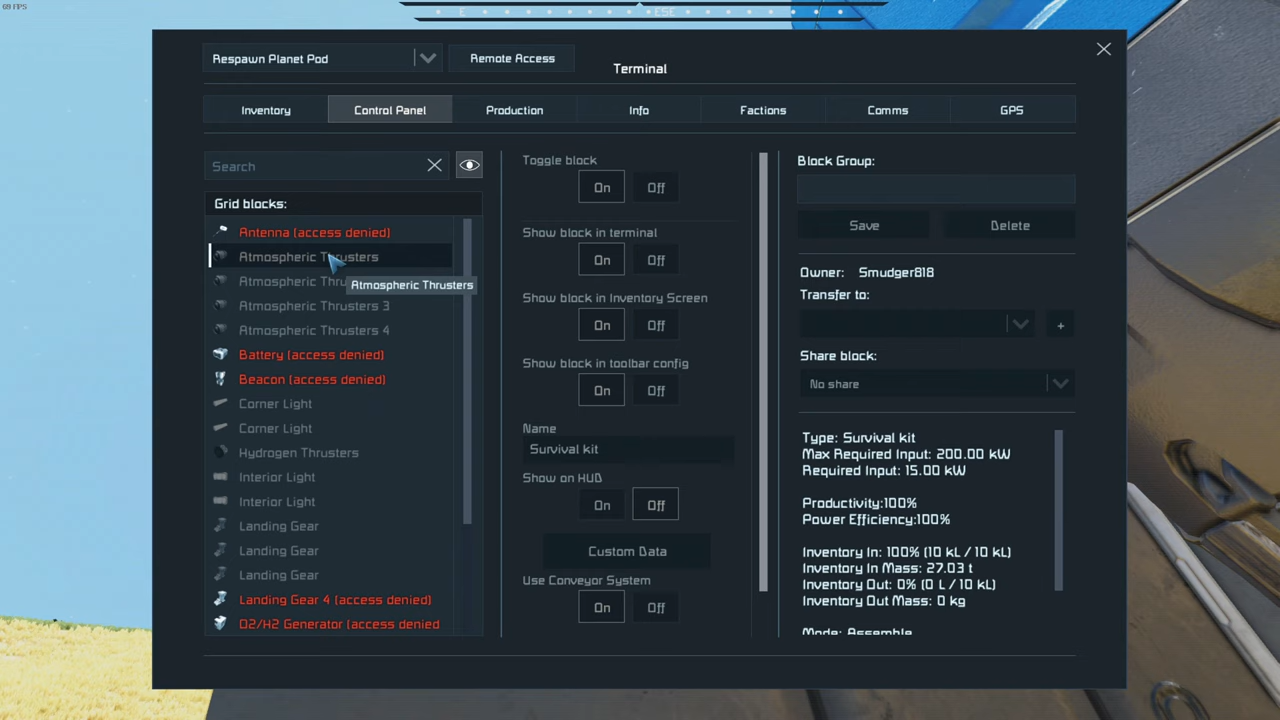 69 FPS
E
ESE
Respawn Planet Pod
Remote Access
Terminal
Inventory
Control Panel
Production
Info
Factions
Comms
GPS
Search
Grid blocks:
Antenna (access denied)
Atmospheric Thrusters
Atmospheric Thru
Atmospheric Thrusters
Atmospheric Thrusters 3
Atmospheric Thrusters 4
Battery (access denied)
Beacon (access denied)
Corner Light
Corner Light
Hydrogen Thrusters
Interior Light
Interior Light
Landing Gear
Landing Gear
Landing Gear
Landing Gear 4 (access denied)
O2/H2 Generator (access denied
Toggle block
On Off
Show block in terminal
On Off
Show block in Inventory Screen
On Off
Show block in toolbar config
On Off
Name
Survival kit
Show on HUD
On Off
Custom Data
Use Conveyor System
On Off
Block Group:
Save
Delete
Owner: Smudger818
Transfer to:
+
Share block:
No share
Type: Survival kit
Max Required Input: 200.00 kW
Required Input: 15.00 kW
Productivity:100%
Power Efficiency:100%
Inventory In: 100% (10 kL / 10 kL)
Inventory In Mass: 27.03 t
Inventory Out: 0% (0 L / 10 kL)
Inventory Out Mass: 0 kg
Mode: Assemble